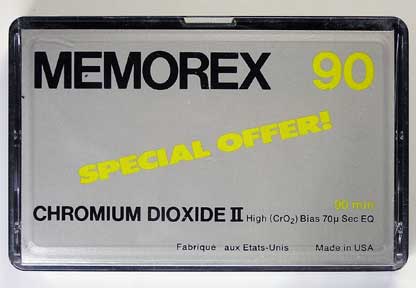 MEMOREX 90
SPECIAL OFFER!
90 min
CHROMIUM DIOXIDE II High (CrO₂) Bias 70μ Sec EQ
Fabrique aux Etats-Unis Made in USA